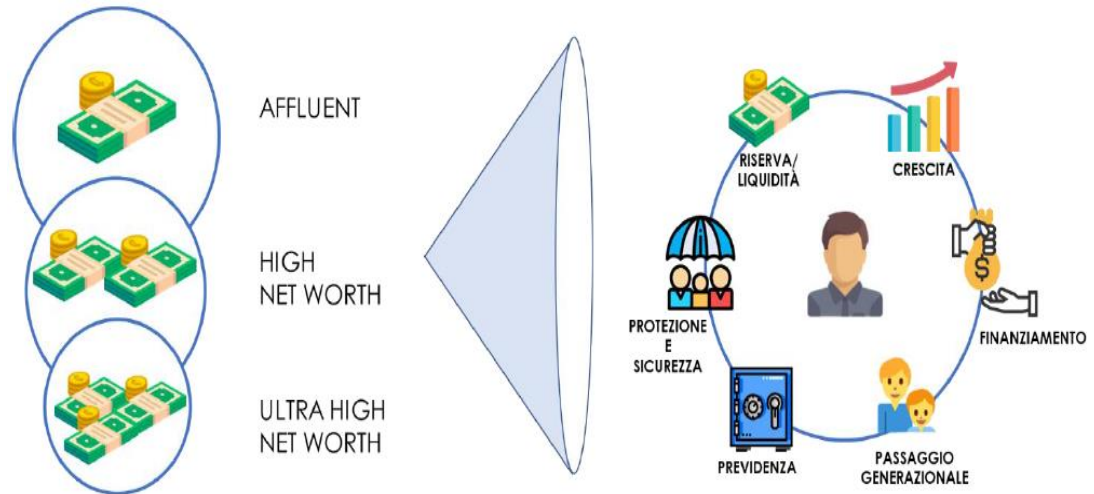 AFFLUENT
HIGH
NET WORTH
ULTRA HIGH
NET WORTH
RISERVA/
LIQUIDITÀ
CRESCITA
PROTEZIONE
E
SICUREZZA
$
FINANZIAMENTO
PREVIDENZA
PASSAGGIO
GENERAZIONALE